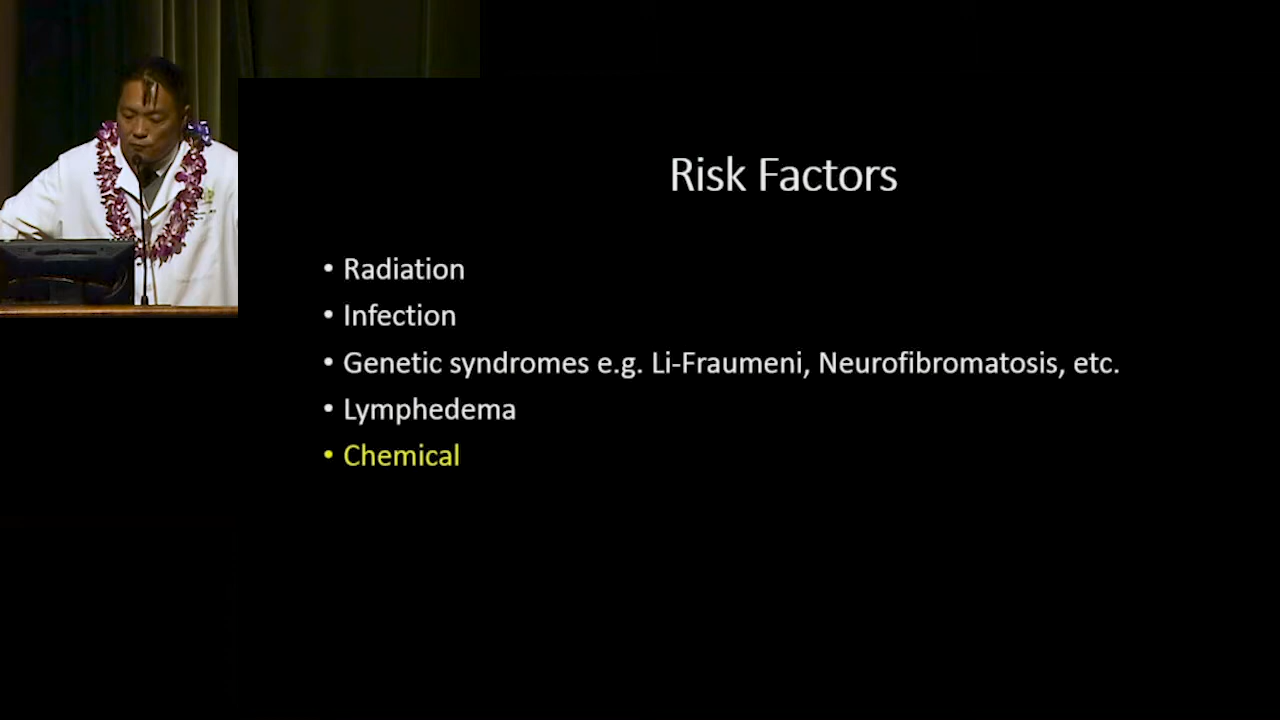 Risk Factors
• Radiation
• Infection
• Genetic syndromes e.g. Li-Fraumeni, Neurofibromatosis, etc.
• Lymphedema
• Chemical